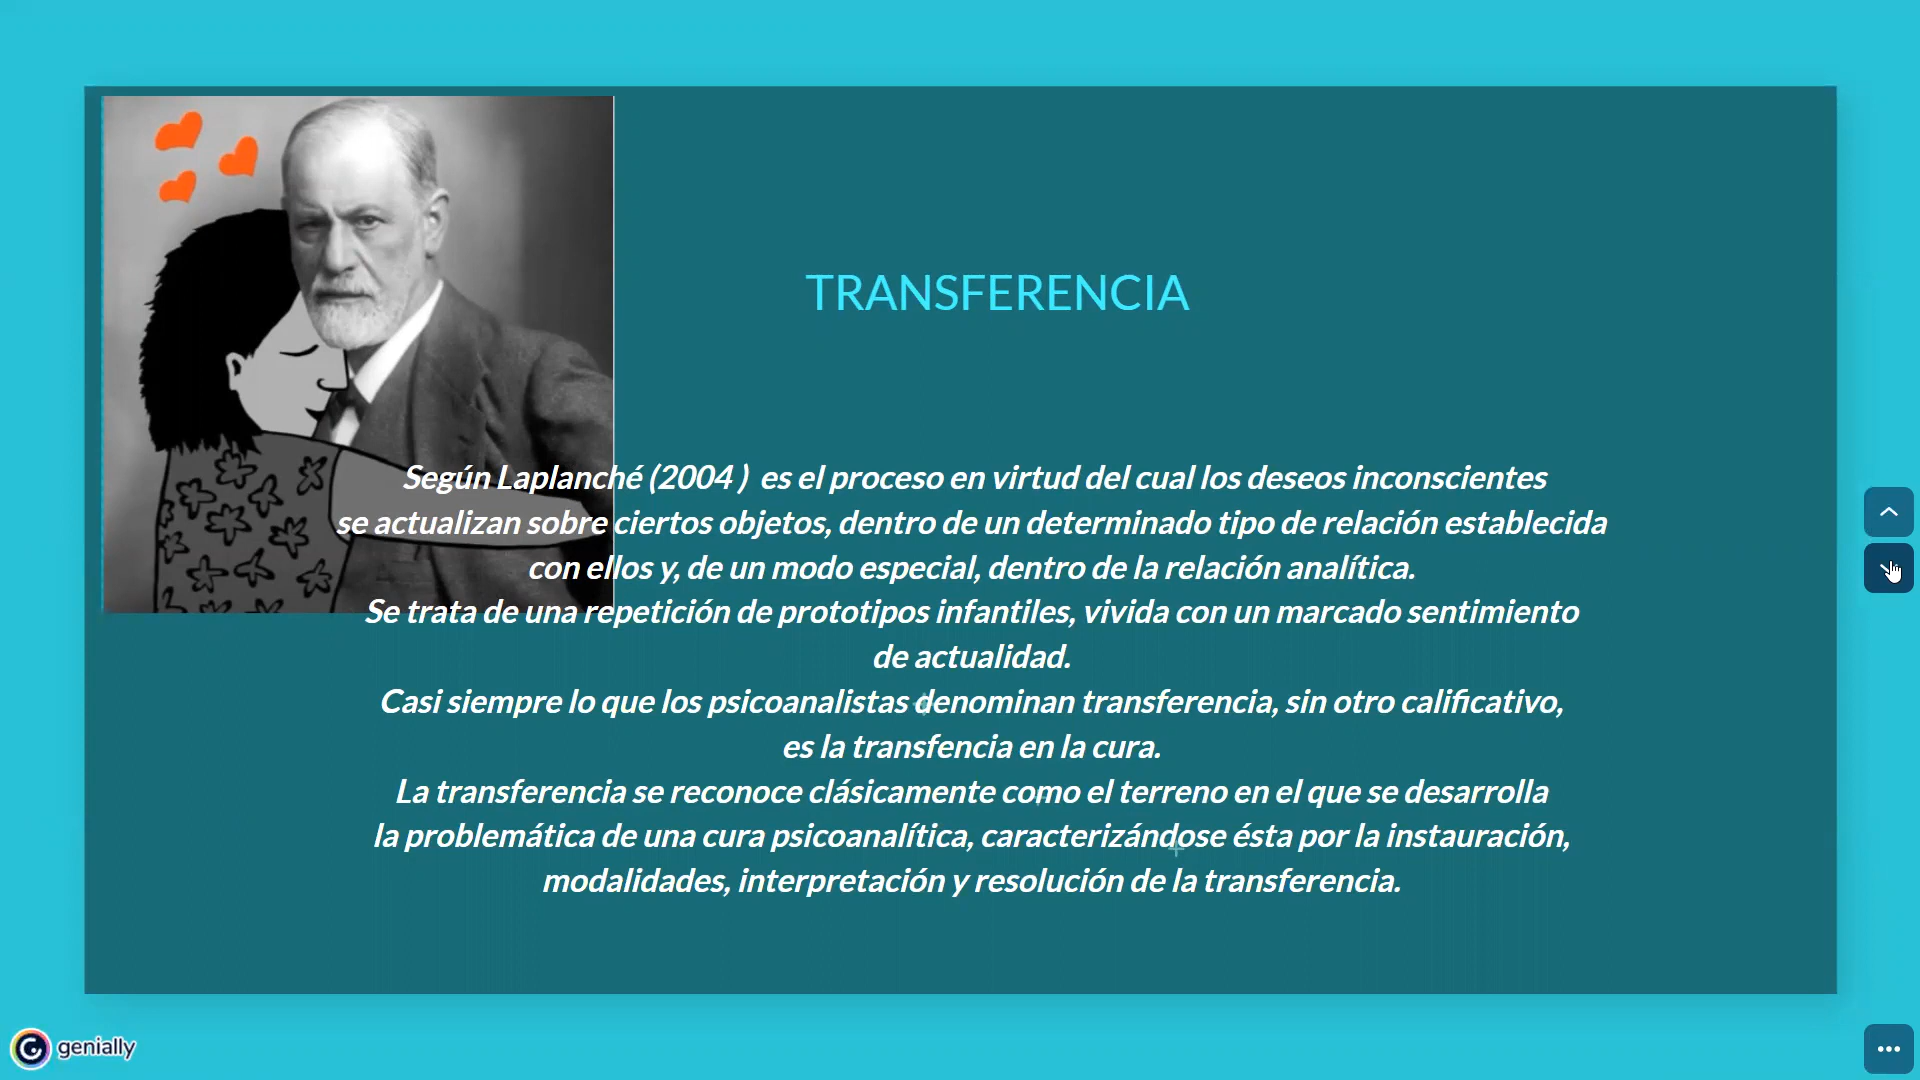 TRANSFERENCIA
Según Laplanché (2004 ) es el proceso en virtud del cual los deseos inconscientes
se actualizan sobre ciertos objetos, dentro de un determinado tipo de relación establecida
con ellos y, de un modo especial, dentro de la relación analítica.
Se trata de una repetición de prototipos infantiles, vivida con un marcado sentimiento
de actualidad.
Casi siempre lo que los psicoanalistas denominan transferencia, sin otro calificativo,
es la transfencia en la cura.
La transferencia se reconoce clásicamente como el terreno en el que se desarrolla
la problemática de una cura psicoanalítica, caracterizándose ésta por la instauración,
modalidades, interpretación y resolución de la transferencia.
genially